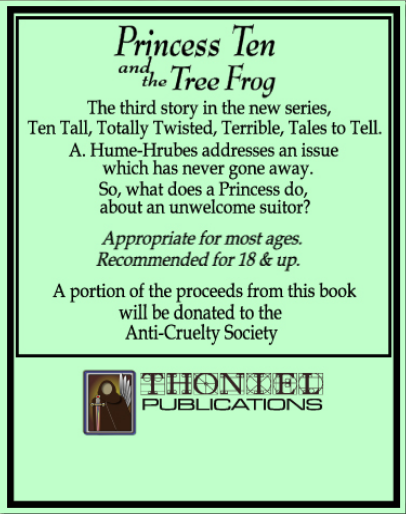 Princess Ten
and
the Tree Frog
The third story in the new series,
Ten Tall, Totally Twisted, Terrible, Tales to Tell.
A. Hume-Hrubes addresses an issue
which has never gone away.
So, what does a Princess do,
about an unwelcome suitor?
Appropriate for most ages.
Recommended for 18 & up.
A portion of the proceeds from this book
will be donated to the
Anti-Cruelty Society
THONIEL
PUBLICATIONS